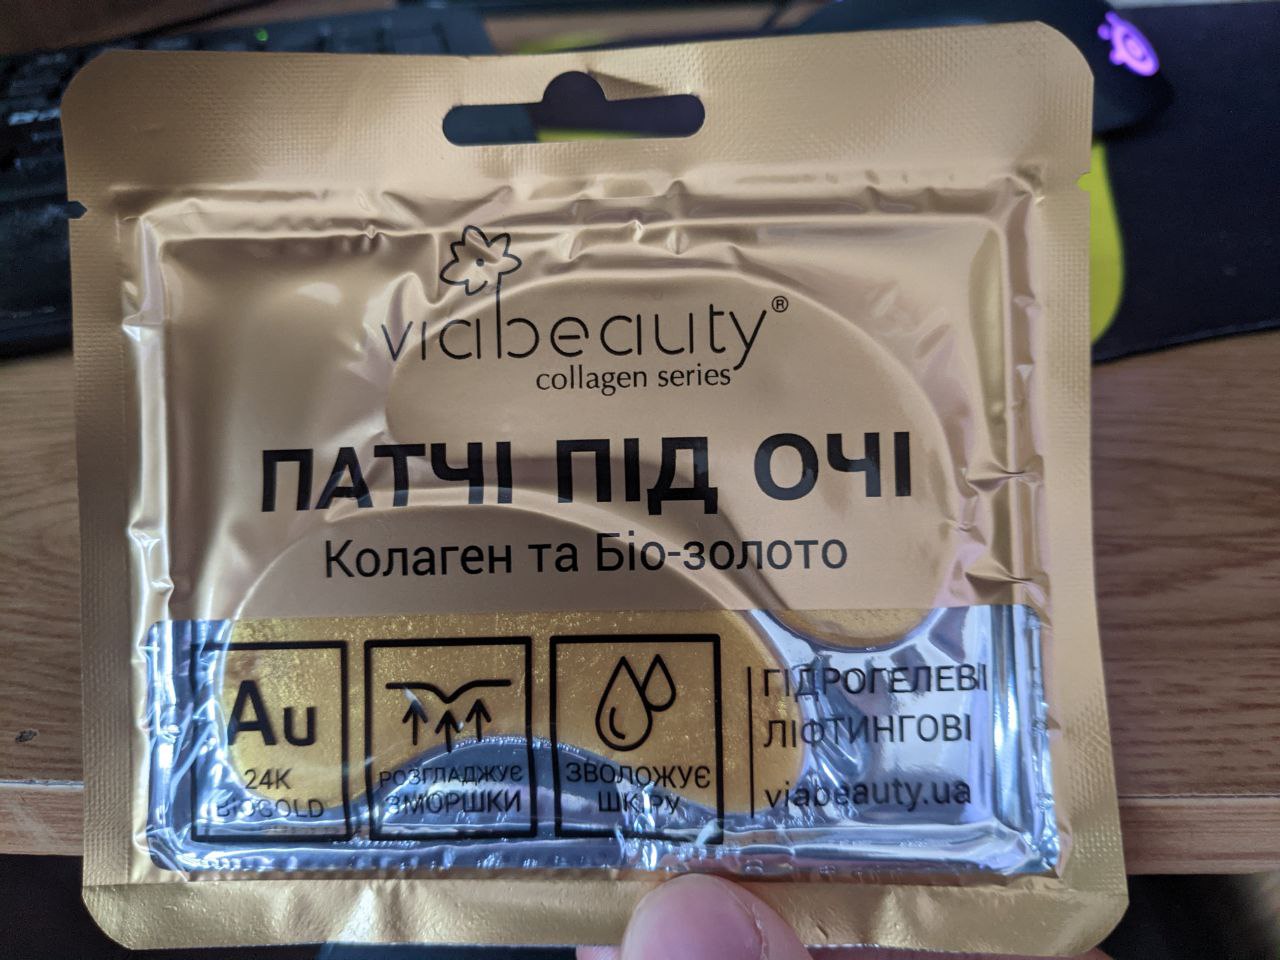 viabeauty®
collagen series
ПАТЧІ ПІД ОЧІ
Колаген та Біо-золото
Au
24K
BIOGOLD
РОЗГЛАДЖУЄ
ЗМОРШКИ
ЗВОЛОЖУЄ
ШКІРУ
ГІДРОГЕЛЕВІ
ЛІФТИНГОВІ
viabeauty.ua